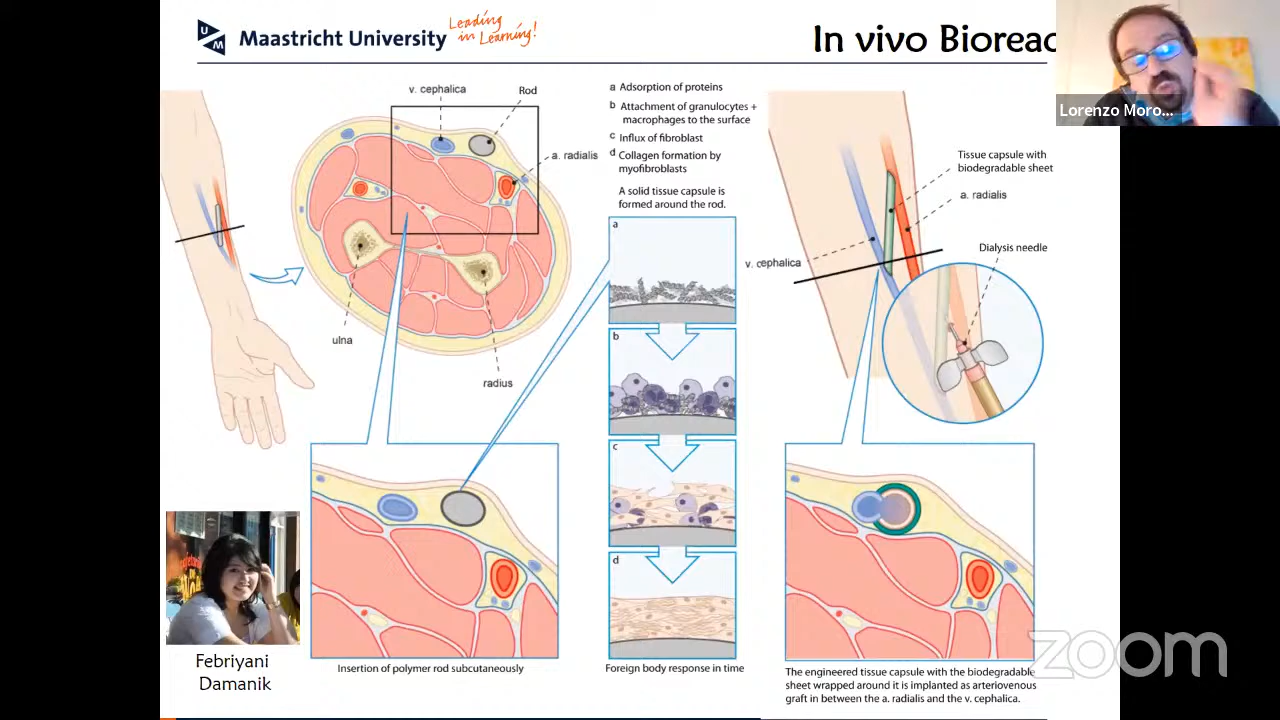 Maastricht University
Leading
in Learning!
In vivo Bioreac
Lorenzo Moro...
v. cephalica
Rod
a. radialis
ulna
radius
a Adsorption of proteins
b Attachment of granulocytes +
macrophages to the surface
c Influx of fibroblast
d Collagen formation by
myofibroblasts
A solid tissue capsule is
formed around the rod.
a
b
c
d
Tissue capsule with
biodegradable sheet
a. radialis
Dialysis needle
v. cephalica
Febriyani
Damanik
Insertion of polymer rod subcutaneously
Foreign body response in time
The engineered tissue capsule with the biodegradable
sheet wrapped around it is implanted as arteriovenous
graft in between the a. radialis and the v. cephalica.
zoom